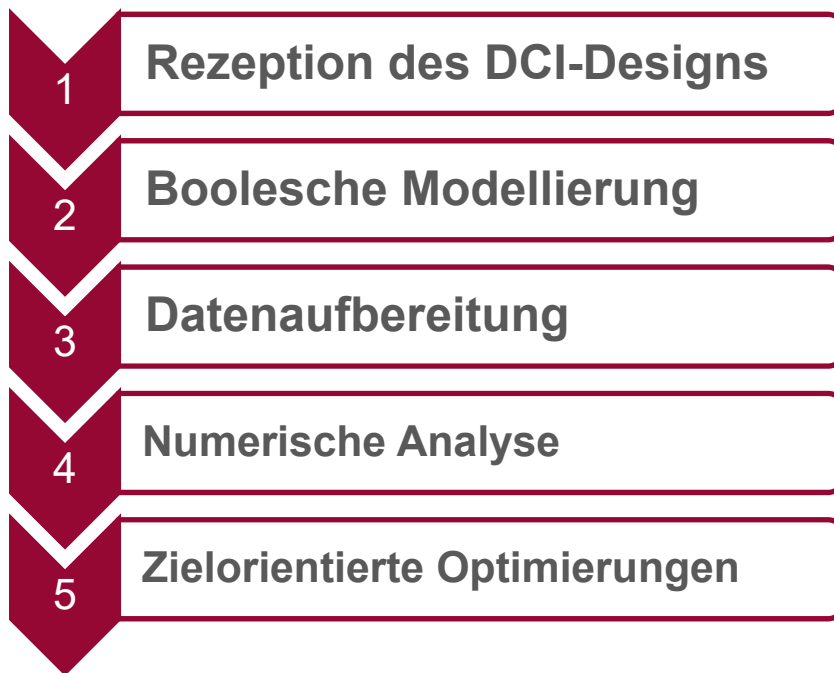 1
Rezeption des DCI-Designs
2
Boolesche Modellierung
3
Datenaufbereitung
4
Numerische Analyse
5
Zielorientierte Optimierungen